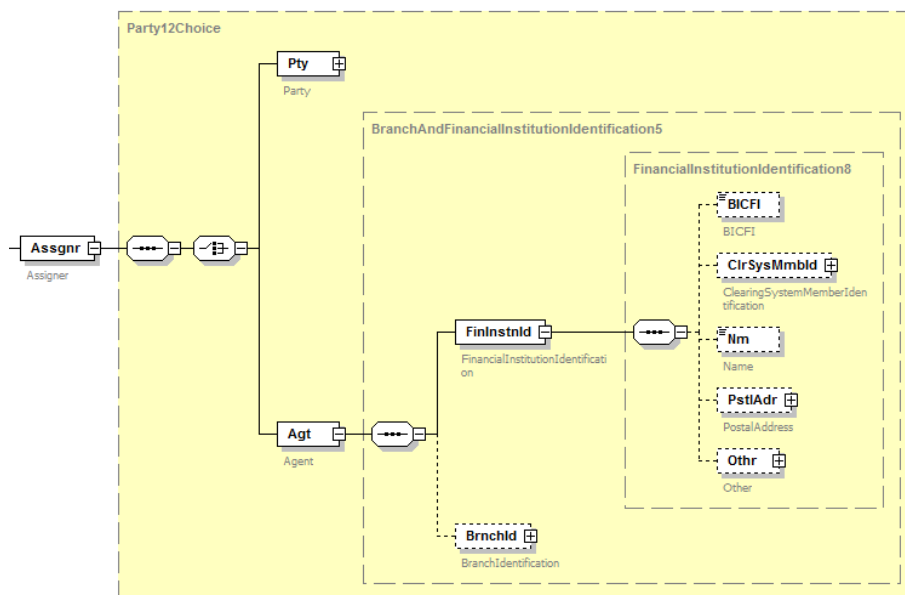 Party12Choice
Pty
Party
BranchAndFinancialInstitutionIdentification5
FinancialInstitutionIdentification8
BICFI
BICFI
Assgnr
Assigner
ClrSysMmbId
ClearingSystemMemberIden
tification
FinInstnId
FinancialInstitutionIdentificati
on
Nm
Name
PstlAdr
PostalAddress
Agt
Agent
Othr
Other
BrnchId
BranchIdentification